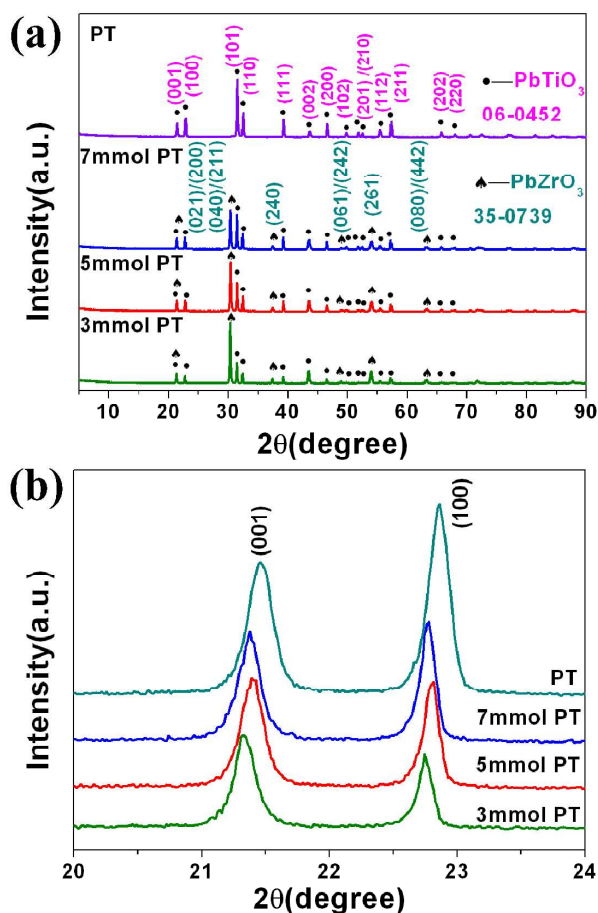 (a)
PT
(001)
(100)
(101)
(110)
(111)
(002)
(200)
(102)
(201) /(210)
(112)
(211)
(202)
(220)
●—PbTiO3
06-0452
7mmol PT
(021)/(200)
(040)/(211)
(240)
(061)/(242)
(261)
(080)/(442)
♠—PbZrO3
35-0739
5mmol PT
3mmol PT
Intensity(a.u.)
10 20 30 40 50 60 70 80 90
2θ(degree)
(b)
(001)
(100)
PT
7mmol PT
5mmol PT
3mmol PT
Intensity(a.u.)
20 21 22 23 24
2θ(degree)